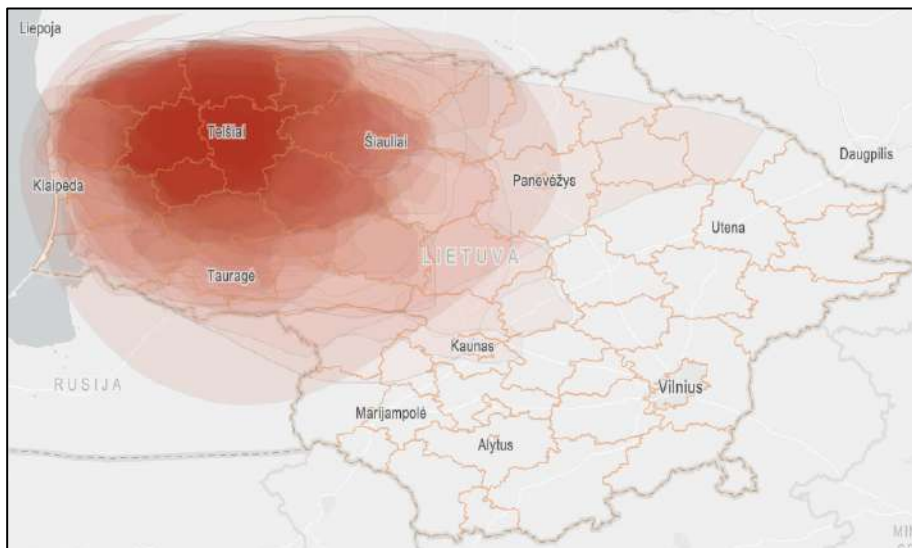 Liepoja
Telšiai
Šiauliai
Daugpilis
Klaipėda
Panevėžys
Utena
LIETUVA
Tauragė
Kaunas
RUSIJA
Vilnius
Marijampolė
Alytus